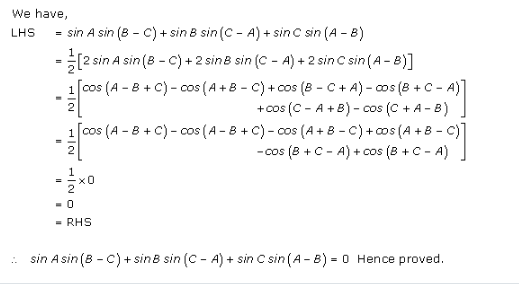 We have,
LHS = sin A sin (B – C) + sin B sin (C – A) + sin C sin (A – B)
= 1/2 [2 sin A sin (B – C) + 2 sin B sin (C – A) + 2 sin C sin (A – B)]
= 1/2 [cos (A – B + C) – cos (A + B – C) + cos (B – C + A) – cos (B + C – A)
+ cos (C – A + B) – cos (C + A – B)]
= 1/2 [cos (A – B + C) – cos (A – B + C) – cos (A + B – C) + cos (A + B – C)
– cos (B + C – A) + cos (B + C – A)]
= 1/2 × 0
= 0
= RHS
∴ sin A sin (B – C) + sin B sin (C – A) + sin C sin (A – B) = 0 Hence proved.